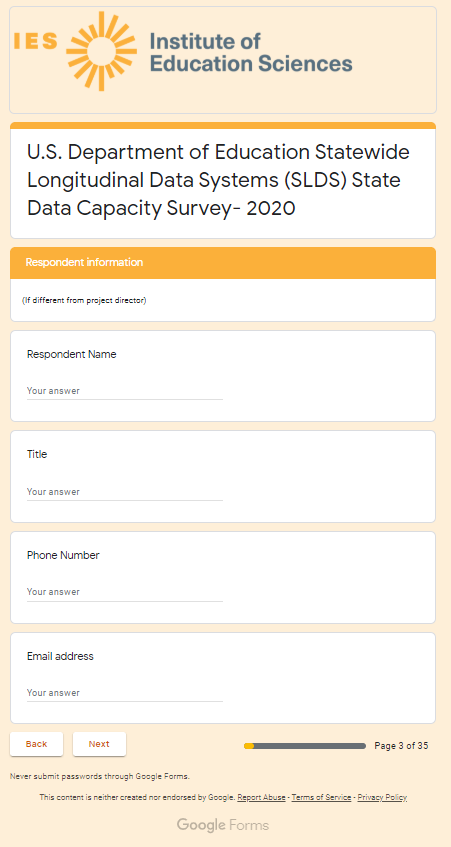 IES
Institute of
Education Sciences
U.S. Department of Education Statewide
Longitudinal Data Systems (SLDS) State
Data Capacity Survey- 2020
Respondent information
(If different from project director)
Respondent Name
Your answer
Title
Your answer
Phone Number
Your answer
Email address
Your answer
Back Next Page 3 of 35
Never submit passwords through Google Forms.
This content is neither created nor endorsed by Google. Report Abuse - Terms of Service - Privacy Policy
Google Forms